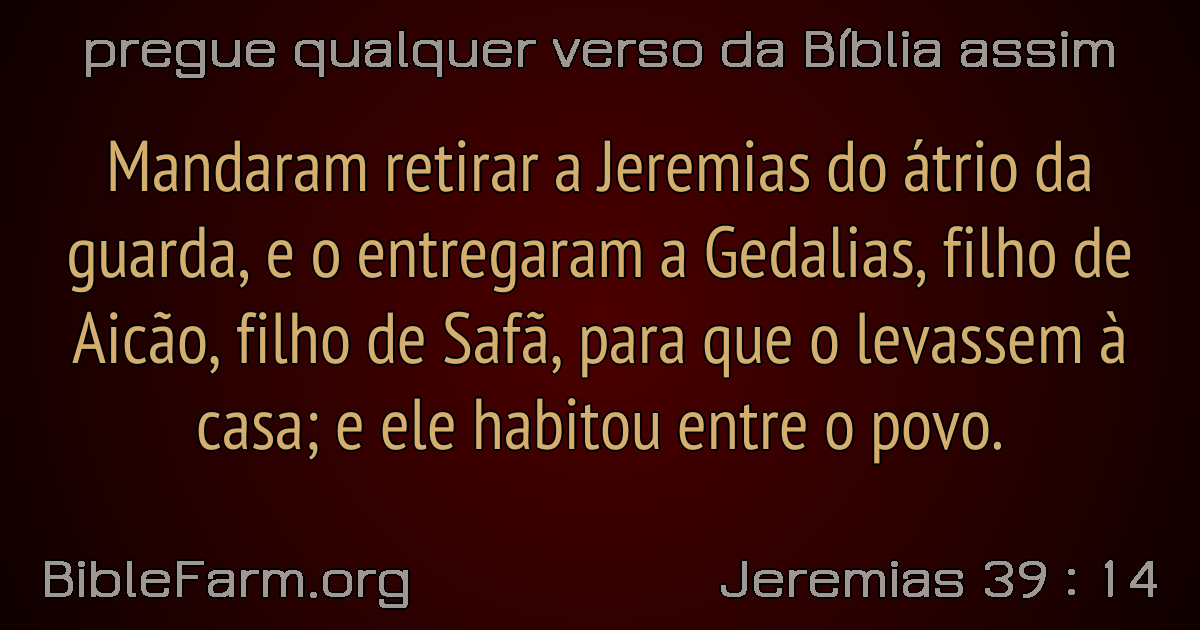 pregue qualquer verso da Bíblia assim
Mandaram retirar a Jeremias do átrio da
guarda, e o entregaram a Gedalias, filho de
Aicão, filho de Safã, para que o levassem à
casa; e ele habitou entre o povo.
BibleFarm.org
Jeremias 39 : 14